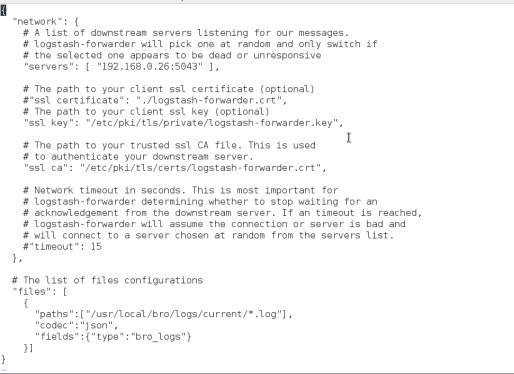 {
"network": {
# A list of downstream servers listening for our messages.
# logstash-forwarder will pick one at random and only switch if
# the selected one appears to be dead or unresponsive
"servers": [ "192.168.0.26:5043" ],
# The path to your client ssl certificate (optional)
#"ssl certificate": "./logstash-forwarder.crt",
# The path to your client ssl key (optional)
"ssl key": "/etc/pki/tls/private/logstash-forwarder.key",
# The path to your trusted ssl CA file. This is used
# to authenticate your downstream server.
"ssl ca": "/etc/pki/tls/certs/logstash-forwarder.crt",
# Network timeout in seconds. This is most important for
# logstash-forwarder determining whether to stop waiting for an
# acknowledgement from the downstream server. If an timeout is reached,
# logstash-forwarder will assume the connection or server is bad and
# will connect to a server chosen at random from the servers list.
#"timeout": 15
},
# The list of files configurations
"files": [
{
"paths":["/usr/local/bro/logs/current/*.log"],
"codec":"json",
"fields":{"type":"bro_logs"}
}]
}
~